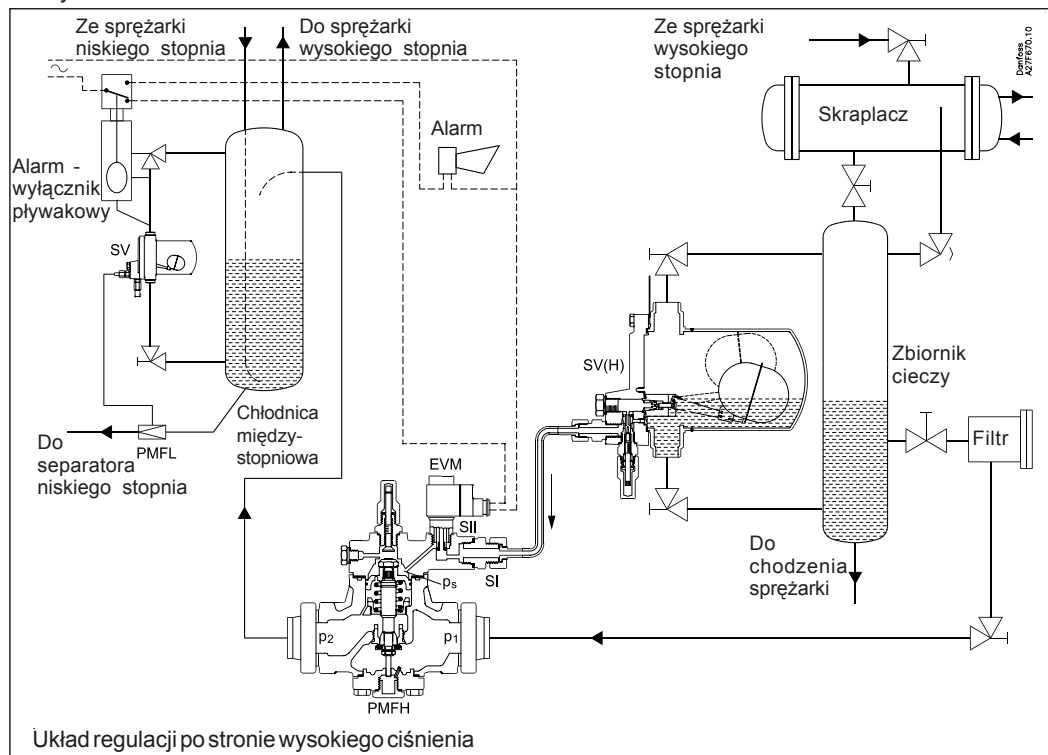 Ze sprężarki
niskiego stopnia
Do sprężarki
wysokiego stopnia
Ze sprężarki
wysokiego
stopnia
Danfoss
A27F670.10
Skraplacz
Alarm
Alarm -
wyłącznik
pływakowy
SV
SV(H)
Zbiornik
cieczy
Filtr
Chłodnica
między-
stopniowa
Do
separatora
niskiego stopnia
PMFL
EVM
SII
SI
ps
p2
p1
PMFH
Do
chodzenia
sprężarki
Układ regulacji po stronie wysokiego ciśnienia